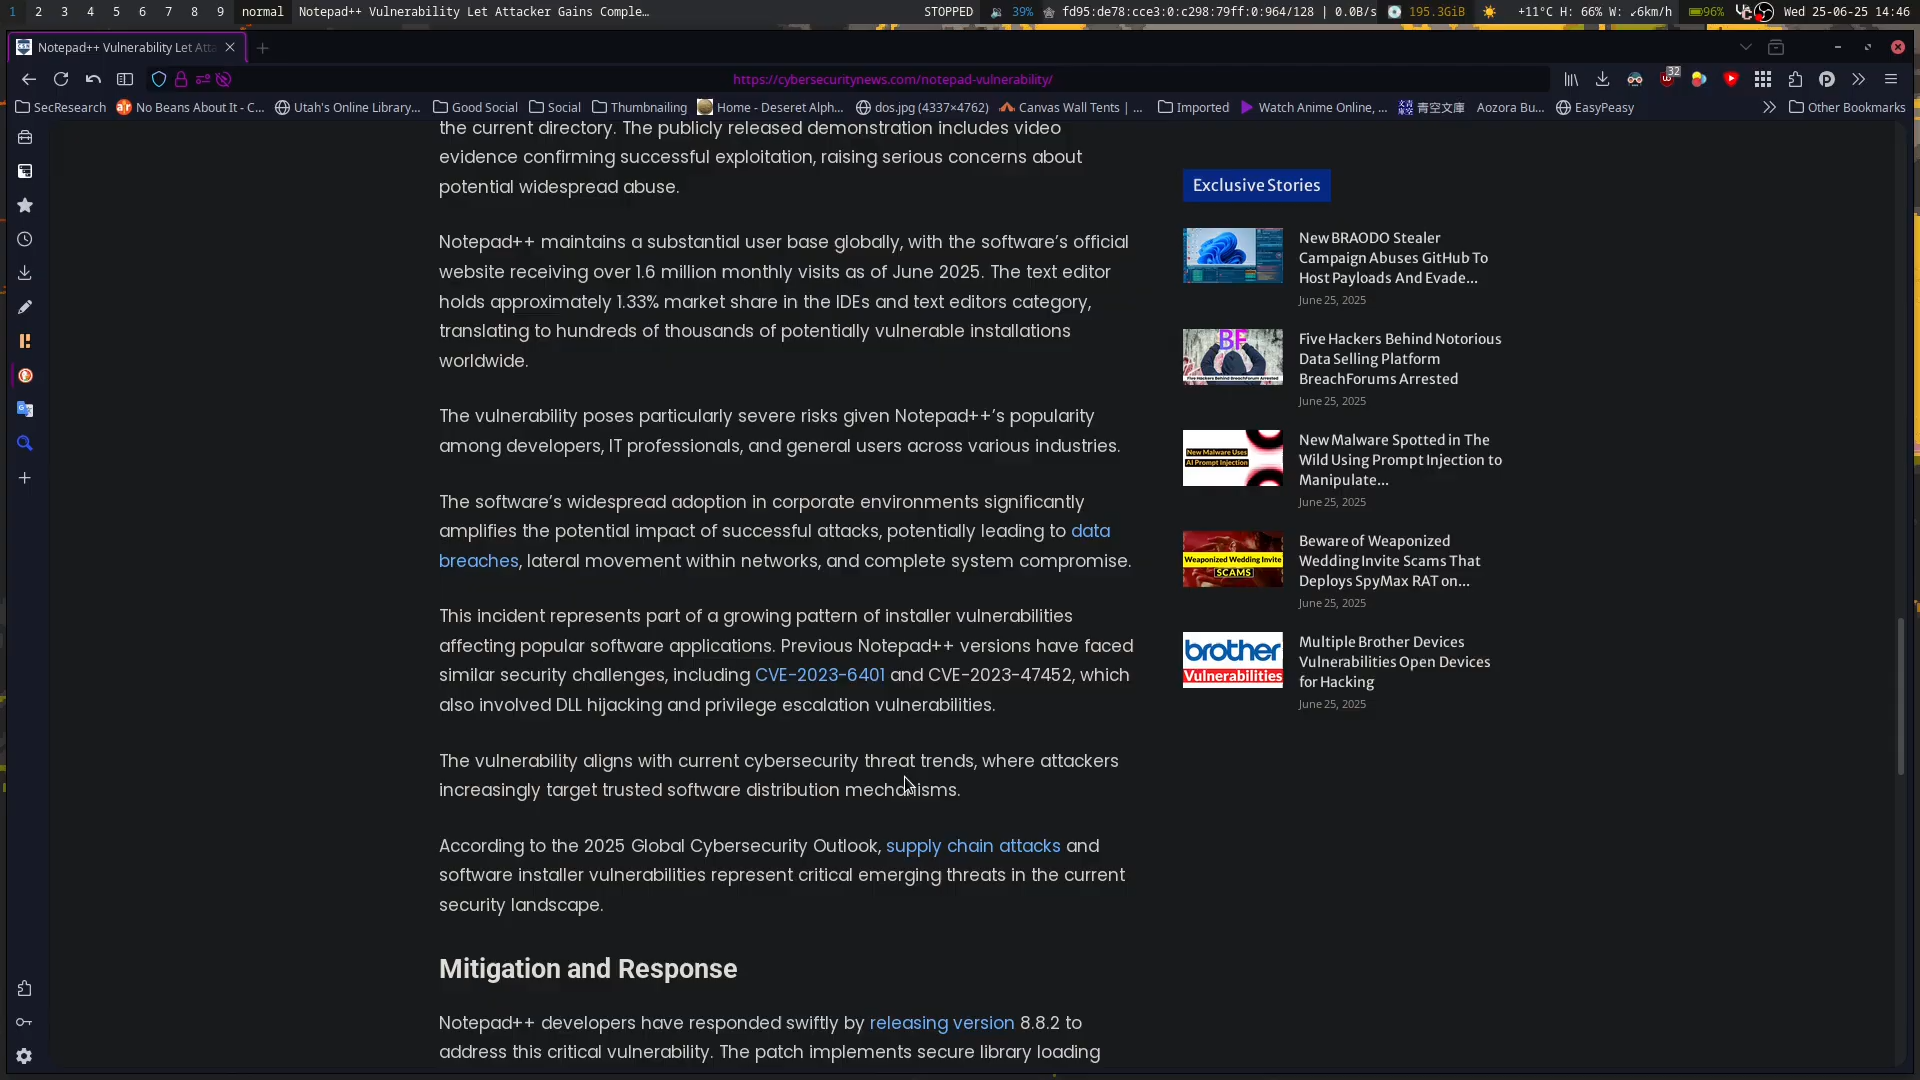 1 2 3 4 5 6 7 8 9 normal Notepad++ Vulnerability Let Attacker Gains Comple… STOPPED 39% fd95:de78:cce3:0:c298:79ff:0:964/128 | 0.0B/s 195.3GiB +11°C H: 66% W: ↙6km/h 96% Wed 25-06-25 14:46
Notepad++ Vulnerability Let Atta
https://cybersecuritynews.com/notepad-vulnerability/
32
SecResearch No Beans About It - C... Utah's Online Library... Good Social Social Thumbnailing Home - Deseret Alph... dos.jpg (4337×4762) Canvas Wall Tents | ... Imported Watch Anime Online, ... 青空文庫 Aozora Bu... EasyPeasy Other Bookmarks
the current directory. The publicly released demonstration includes video
evidence confirming successful exploitation, raising serious concerns about
potential widespread abuse.
Notepad++ maintains a substantial user base globally, with the software’s official
website receiving over 1.6 million monthly visits as of June 2025. The text editor
holds approximately 1.33% market share in the IDEs and text editors category,
translating to hundreds of thousands of potentially vulnerable installations
worldwide.
The vulnerability poses particularly severe risks given Notepad++’s popularity
among developers, IT professionals, and general users across various industries.
The software’s widespread adoption in corporate environments significantly
amplifies the potential impact of successful attacks, potentially leading to data
breaches, lateral movement within networks, and complete system compromise.
This incident represents part of a growing pattern of installer vulnerabilities
affecting popular software applications. Previous Notepad++ versions have faced
similar security challenges, including CVE-2023-6401 and CVE-2023-47452, which
also involved DLL hijacking and privilege escalation vulnerabilities.
The vulnerability aligns with current cybersecurity threat trends, where attackers
increasingly target trusted software distribution mechanisms.
According to the 2025 Global Cybersecurity Outlook, supply chain attacks and
software installer vulnerabilities represent critical emerging threats in the current
security landscape.
Mitigation and Response
Notepad++ developers have responded swiftly by releasing version 8.8.2 to
address this critical vulnerability. The patch implements secure library loading
Exclusive Stories
New BRAODO Stealer
Campaign Abuses GitHub To
Host Payloads And Evade...
June 25, 2025
BF
Five Hackers Behind BreachForum Arrested
Five Hackers Behind Notorious
Data Selling Platform
BreachForums Arrested
June 25, 2025
New Malware Uses
AI Prompt Injection
New Malware Spotted in The
Wild Using Prompt Injection to
Manipulate...
June 25, 2025
Weaponized Wedding Invite
SCAMS
Beware of Weaponized
Wedding Invite Scams That
Deploys SpyMax RAT on...
June 25, 2025
brother
Vulnerabilities
Multiple Brother Devices
Vulnerabilities Open Devices
for Hacking
June 25, 2025